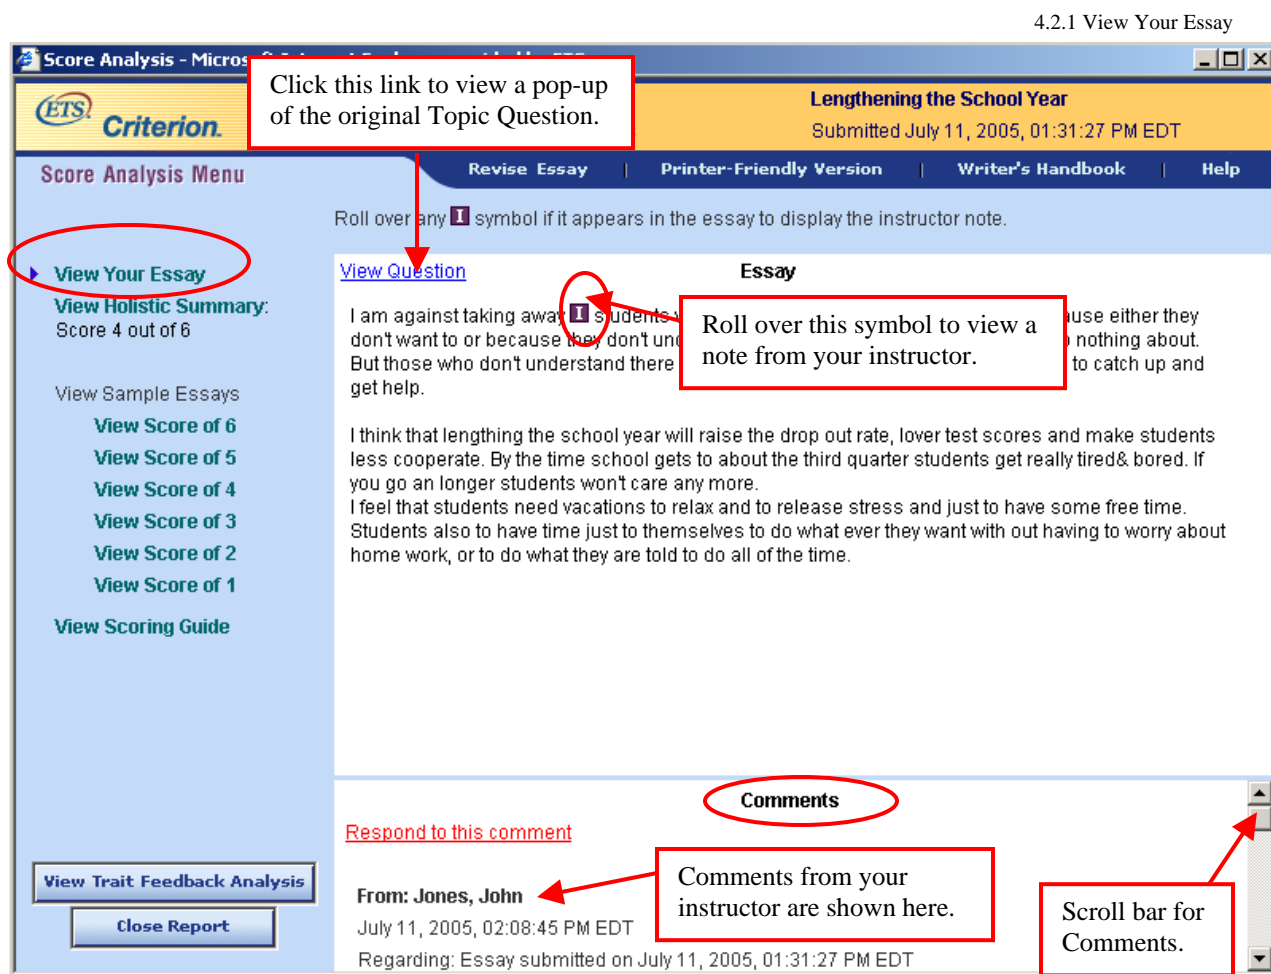 4.2.1 View Your Essay
Score Analysis - Micros
Click this link to view a pop-up
of the original Topic Question.
ETS
Criterion.
Lengthening the School Year
Submitted July 11, 2005, 01:31:27 PM EDT
Score Analysis Menu
Revise Essay | Printer-Friendly Version | Writer's Handbook | Help
Roll over any I symbol if it appears in the essay to display the instructor note.
View Your Essay
View Holistic Summary:
Score 4 out of 6
View Sample Essays
View Score of 6
View Score of 5
View Score of 4
View Score of 3
View Score of 2
View Score of 1
View Scoring Guide
View Trait Feedback Analysis
Close Report
View Question
Essay
I am against taking away I students ause either they
don't want to or because they don't nothing about.
But those who don't understand there to catch up and
get help.
Roll over this symbol to view a
note from your instructor.
I think that lengthing the school year will raise the drop out rate, lover test scores and make students
less cooperate. By the time school gets to about the third quarter students get really tired& bored. If
you go an longer students won't care any more.
I feel that students need vacations to relax and to release stress and just to have some free time.
Students also to have time just to themselves to do what ever they want with out having to worry about
home work, or to do what they are told to do all of the time.
Comments
Respond to this comment
From: Jones, John
July 11, 2005, 02:08:45 PM EDT
Regarding: Essay submitted on July 11, 2005, 01:31:27 PM EDT
Comments from your
instructor are shown here.
Scroll bar for
Comments.